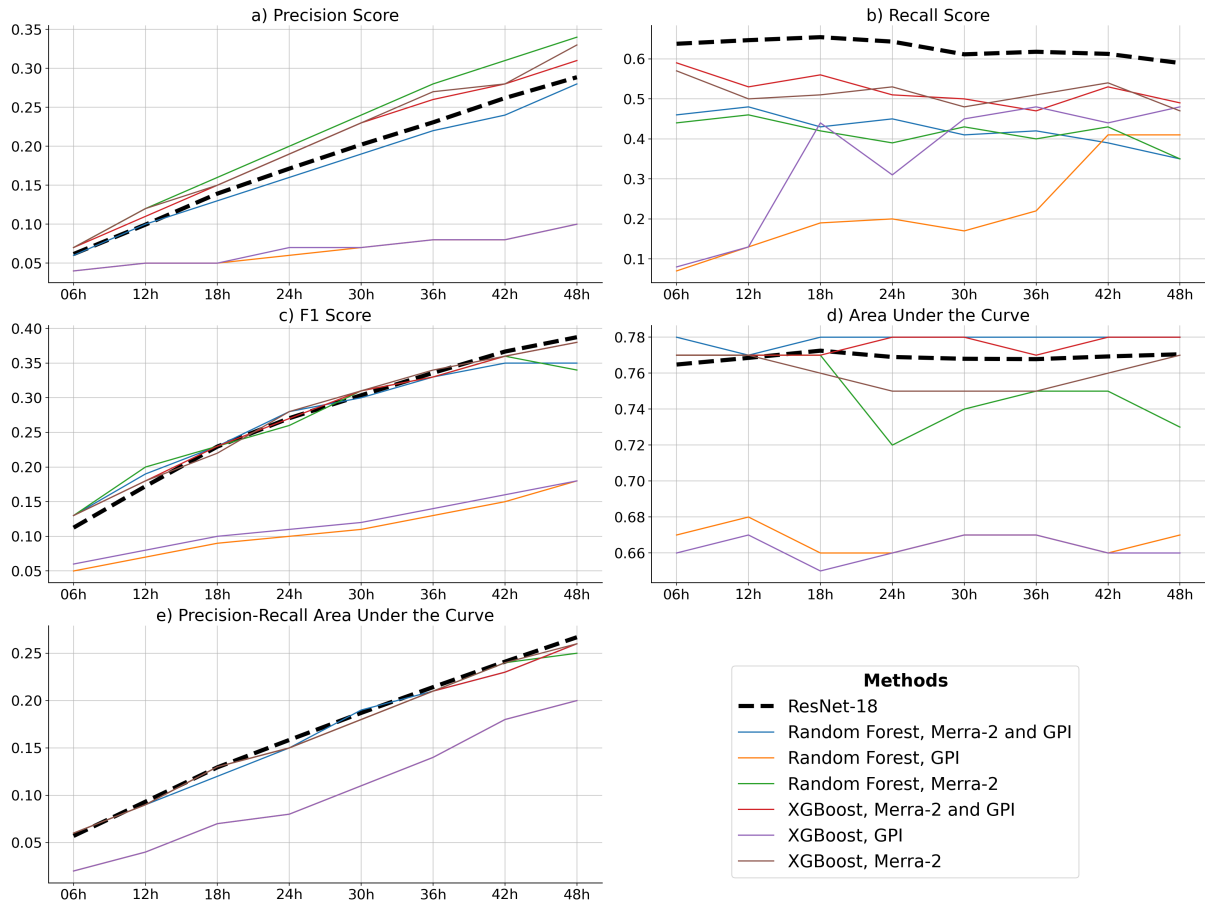 a) Precision Score
0.35
0.30
0.25
0.20
0.15
0.10
0.05
06h 12h 18h 24h 30h 36h 42h 48h
b) Recall Score
0.6
0.5
0.4
0.3
0.2
0.1
06h 12h 18h 24h 30h 36h 42h 48h
c) F1 Score
0.40
0.35
0.30
0.25
0.20
0.15
0.10
0.05
06h 12h 18h 24h 30h 36h 42h 48h
d) Area Under the Curve
0.78
0.76
0.74
0.72
0.70
0.68
0.66
06h 12h 18h 24h 30h 36h 42h 48h
e) Precision-Recall Area Under the Curve
0.25
0.20
0.15
0.10
0.05
06h 12h 18h 24h 30h 36h 42h 48h
Methods
ResNet-18
Random Forest, Merra-2 and GPI
Random Forest, GPI
Random Forest, Merra-2
XGBoost, Merra-2 and GPI
XGBoost, GPI
XGBoost, Merra-2